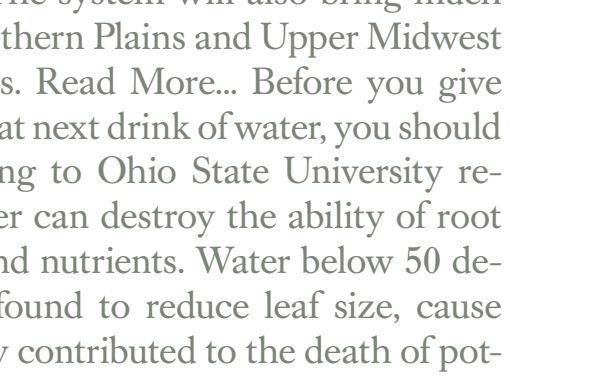 The system will also bring much
thern Plains and Upper Midwest
s. Read More... Before you give
at next drink of water, you should
ng to Ohio State University re-
er can destroy the ability of root
nd nutrients. Water below 50 de-
found to reduce leaf size, cause
contributed to the death of pot-